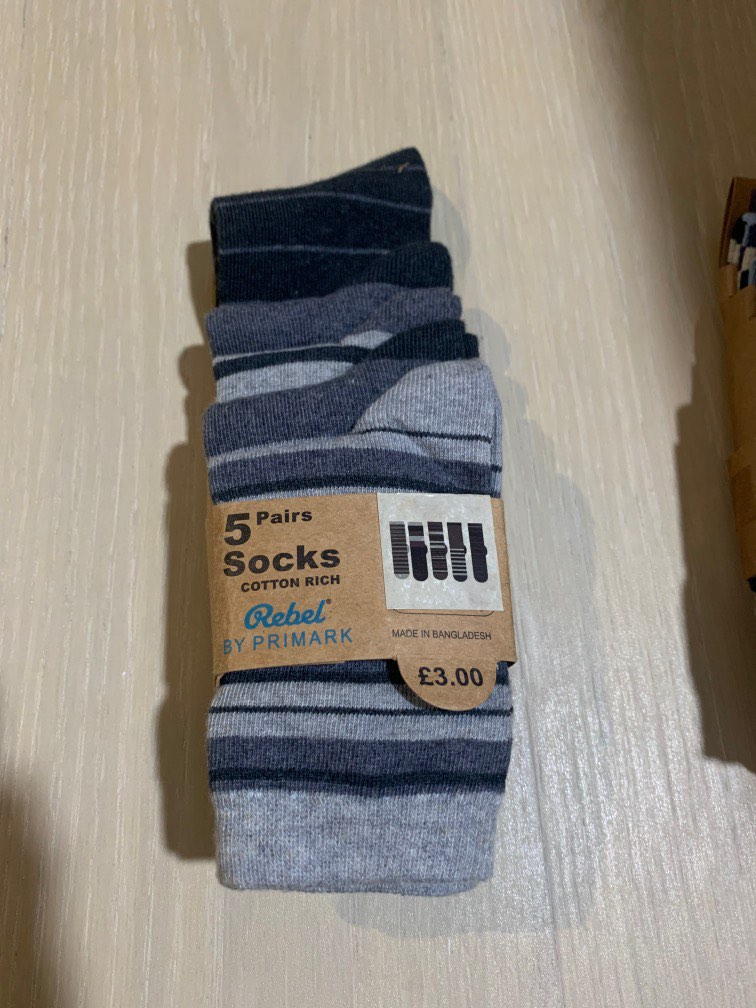 5 Pairs
Socks
COTTON RICH
Rebel®
BY PRIMARK
MADE IN BANGLADESH
£3.00